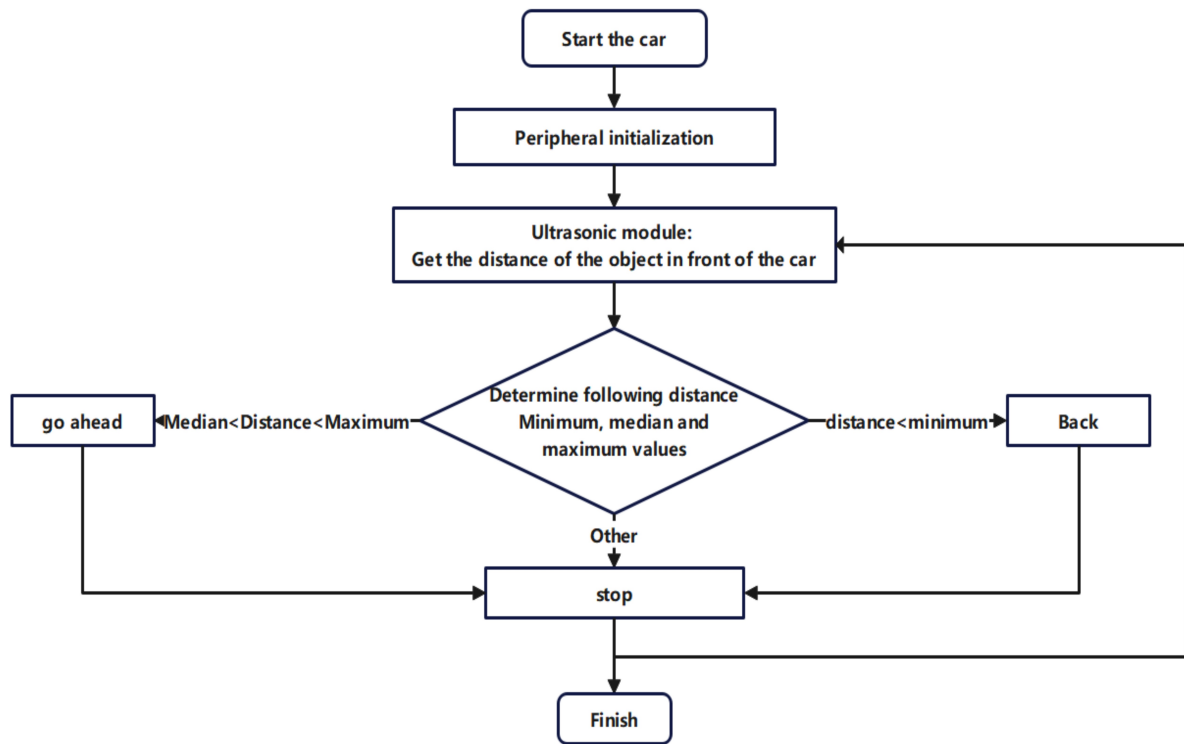 Start the car
Peripheral initialization
Ultrasonic module:
Get the distance of the object in front of the car
Determine following distance
Minimum, median and
maximum values
go ahead
Median<Distance<Maximum
distance<minimum
Back
Other
stop
Finish